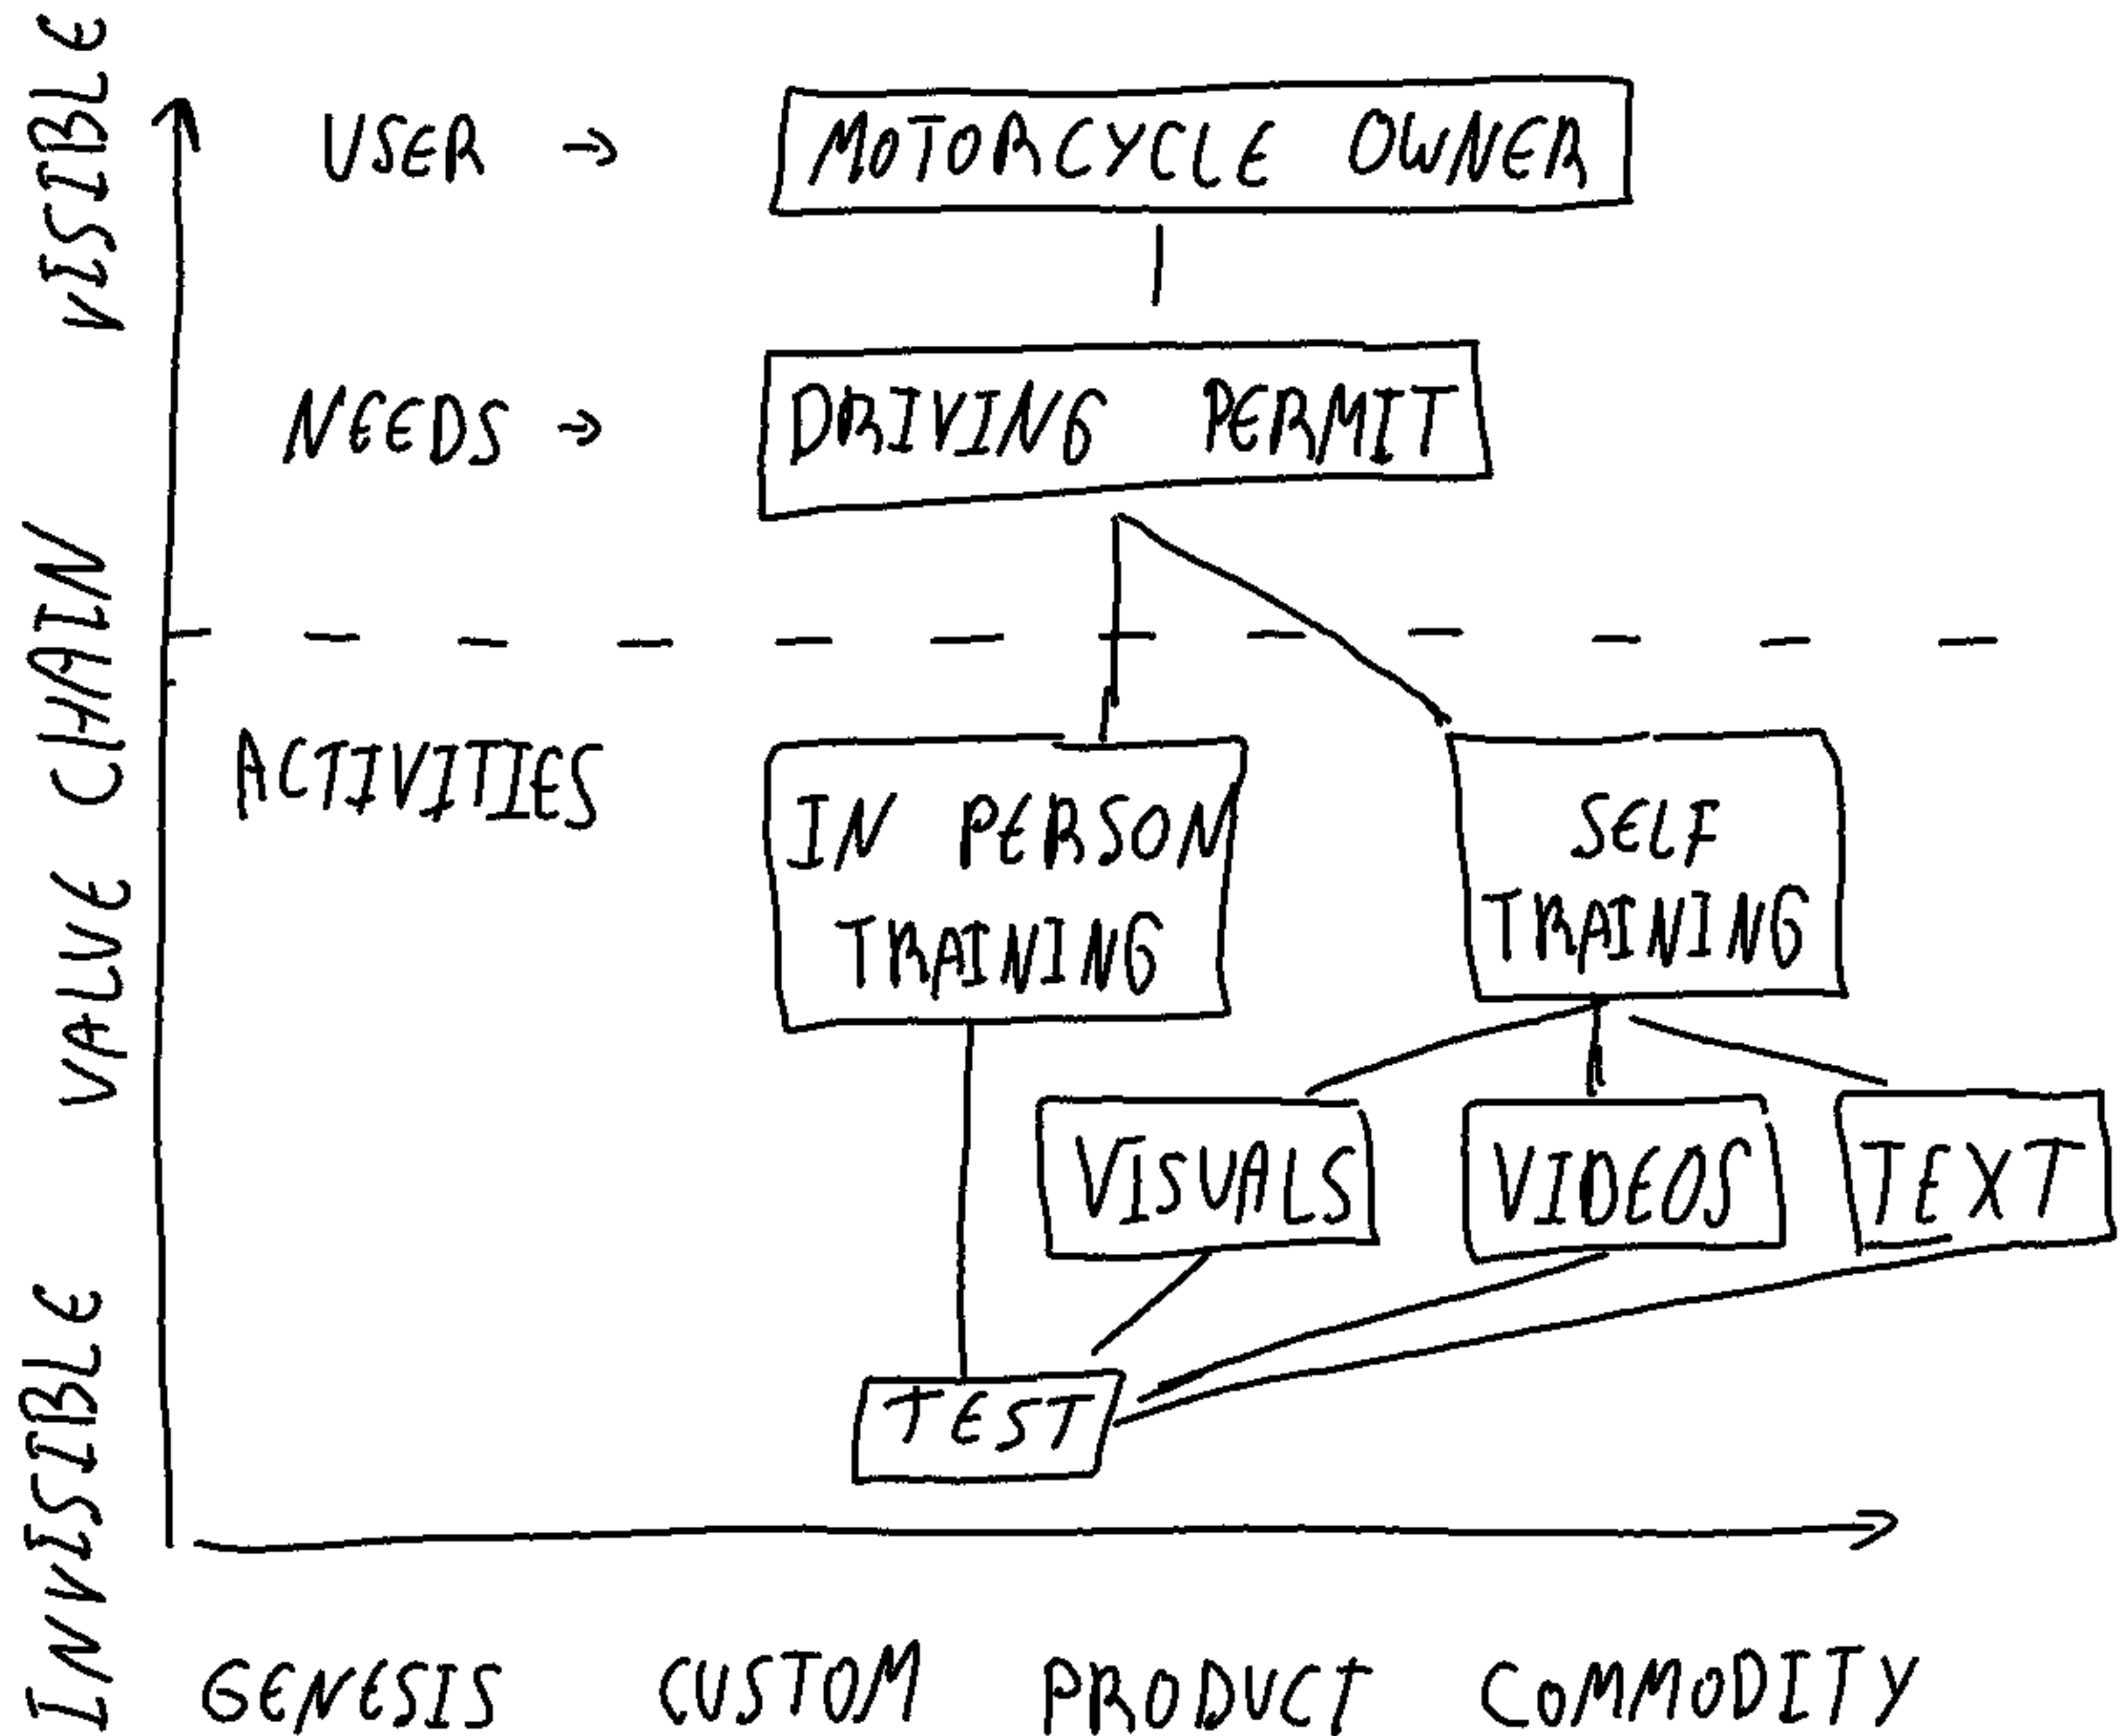 VISIBLE
VALUE CHAIN
INVISIBLE
USER →
MOTORCYCLE OWNER
NEEDS →
DRIVING PERMIT
ACTIVITIES
IN PERSON
TRAINING
SELF
TRAINING
VISUALS
VIDEOS
TEXT
TEST
GENESIS
CUSTOM
PRODUCT
COMMODITY